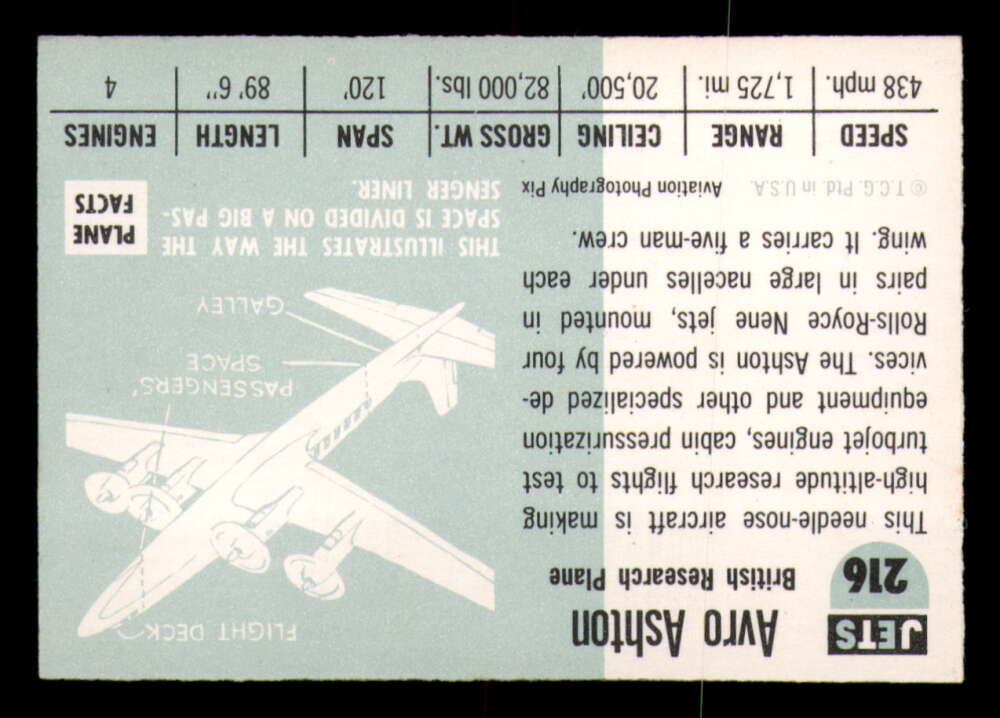 JETS
216
Avro Ashton
British Research Plane
This needle-nose aircraft is making
high-altitude research flights to test
turbojet engines, cabin pressurization
equipment and other specialized de-
vices. The Ashton is powered by four
Rolls-Royce Nene jets, mounted in
pairs in large nacelles under each
wing. It carries a five-man crew.
© T.C.G. Ptd. in U.S.A. Aviation Photography Pix
FLIGHT DECK
PASSENGERS'
SPACE
GALLEY
THIS ILLUSTRATES THE WAY THE
SPACE IS DIVIDED ON A BIG PAS-
SENGER LINER.
PLANE
FACTS
SPEED RANGE CEILING GROSS WT. SPAN LENGTH ENGINES
438 mph. 1,725 mi. 20,500' 82,000 lbs. 120' 89' 6" 4